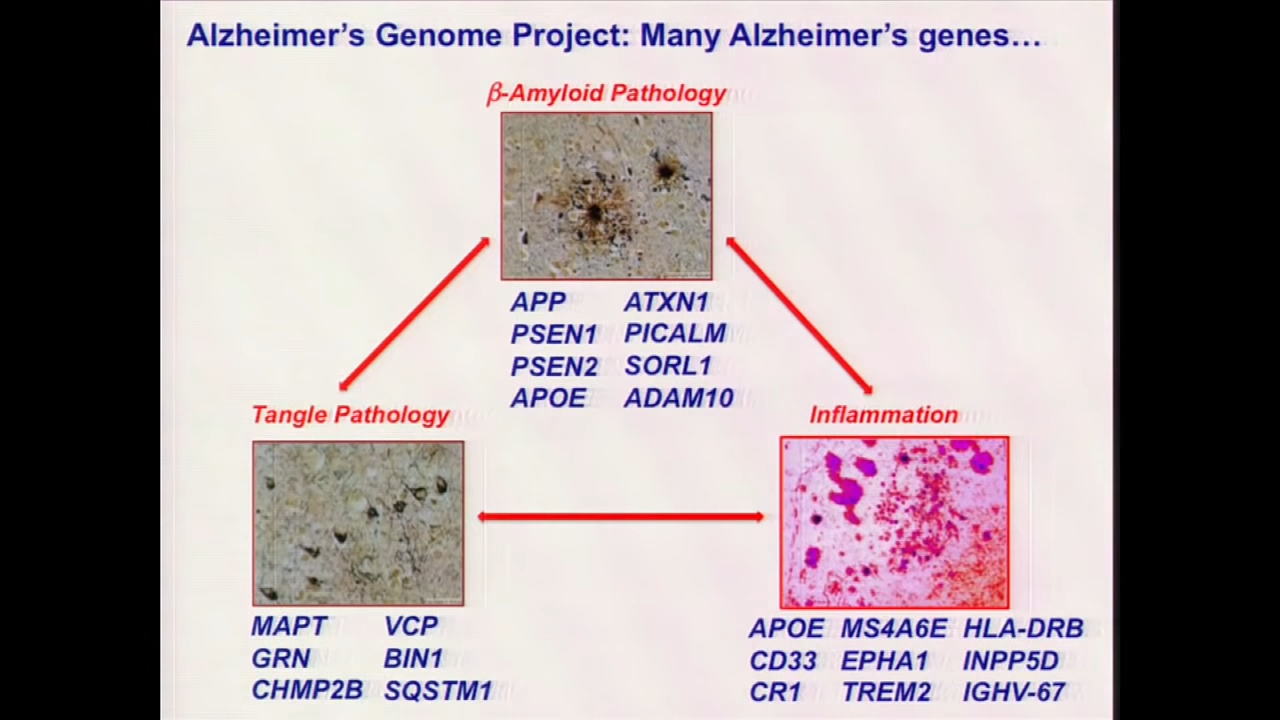 Alzheimer's Genome Project: Many Alzheimer's genes…
β-Amyloid Pathology
APP ATXN1
PSEN1 PICALM
PSEN2 SORL1
APOE ADAM10
Tangle Pathology
Inflammation
MAPT VCP
GRN BIN1
CHMP2B SQSTM1
APOE MS4A6E HLA-DRB
CD33 EPHA1 INPP5D
CR1 TREM2 IGHV-67